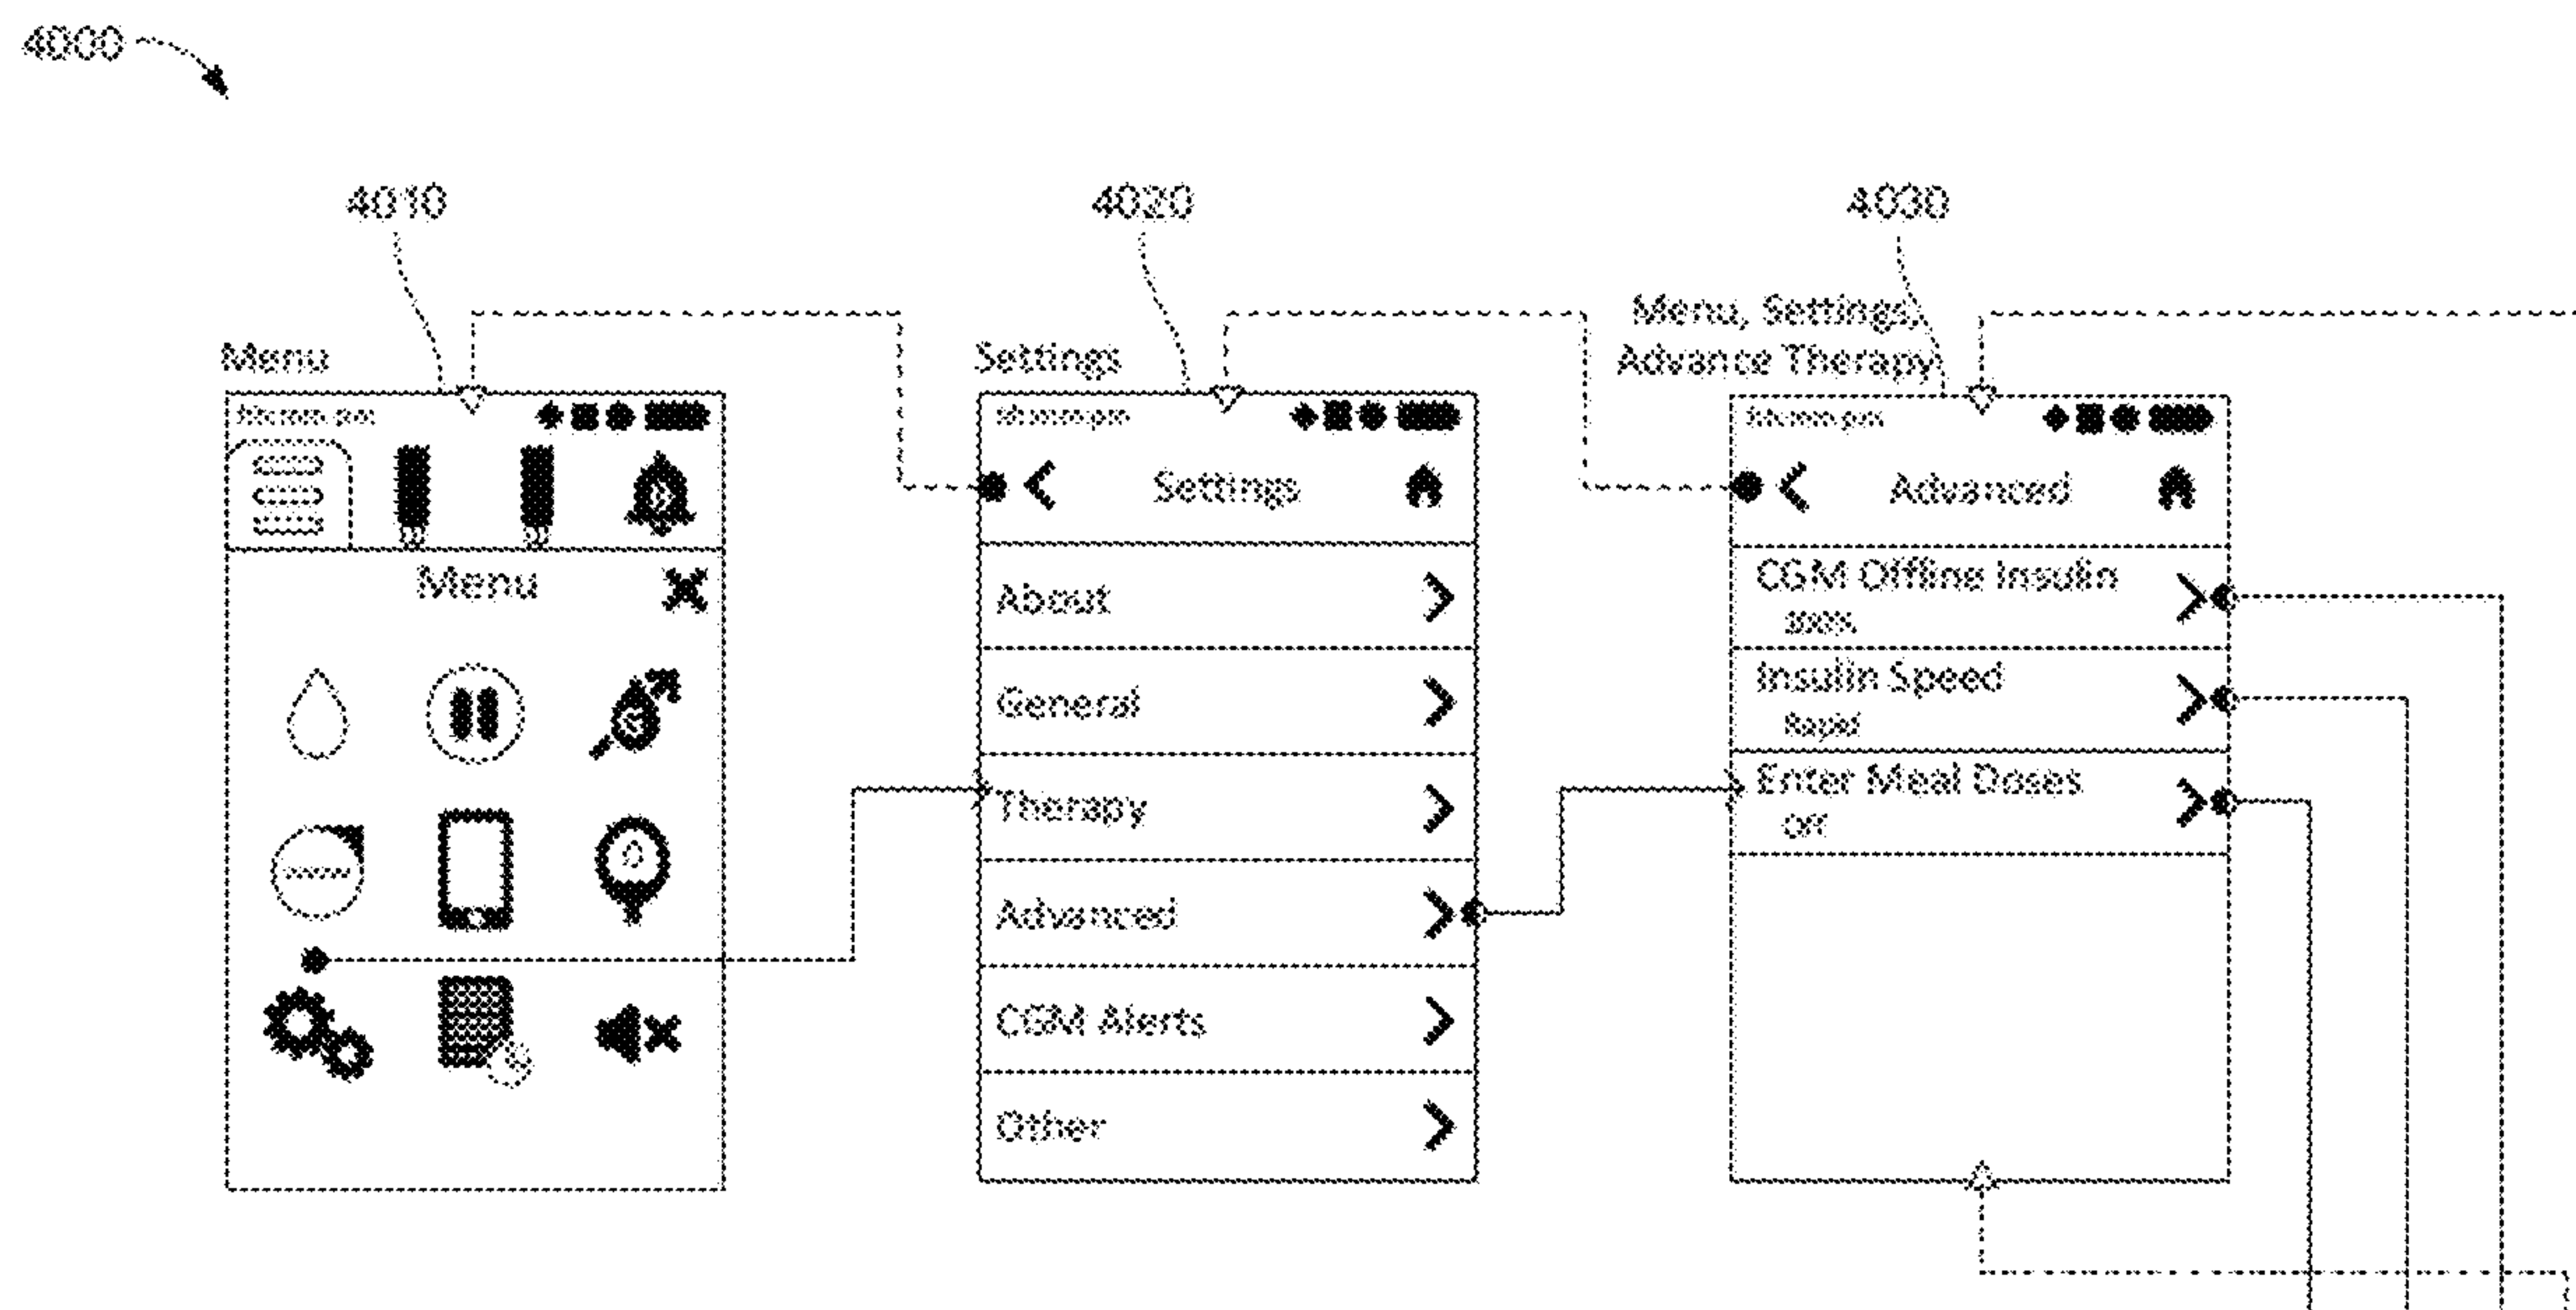 4000
4010
4020
4030
Menu
Settings
Menu, Settings,
Advance Therapy
Menu
Settings
About
General
Therapy
Advanced
CGM Alerts
Other
Advanced
CGM Offline Insulin
Insulin Speed
Rapid
Enter Meal Doses
Off